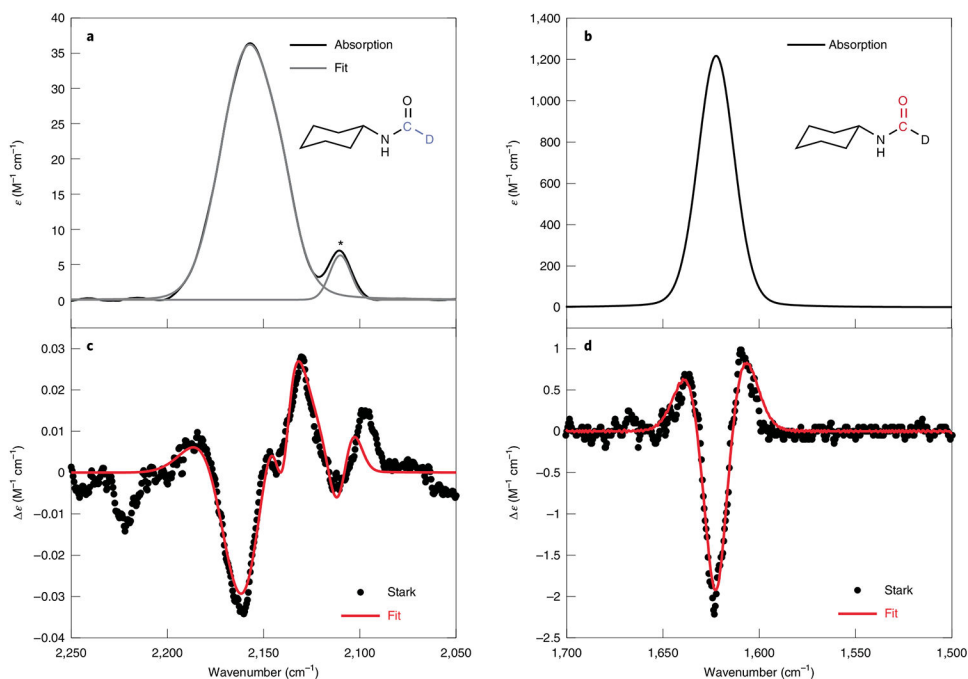 a
Absorption
Fit
O
C
N
H
D
*
40
35
30
25
20
15
10
5
0
ε (M⁻¹ cm⁻¹)
b
Absorption
O
C
N
H
D
1,400
1,200
1,000
800
600
400
200
0
ε (M⁻¹ cm⁻¹)
c
0.03
0.02
0.01
0
–0.01
–0.02
–0.03
–0.04
Δε (M⁻¹ cm⁻¹)
Stark
Fit
2,250
2,200
2,150
2,100
2,050
Wavenumber (cm⁻¹)
d
1
0.5
0
–0.5
–1
–1.5
–2
–2.5
Δε (M⁻¹ cm⁻¹)
Stark
Fit
1,700
1,650
1,600
1,550
1,500
Wavenumber (cm⁻¹)